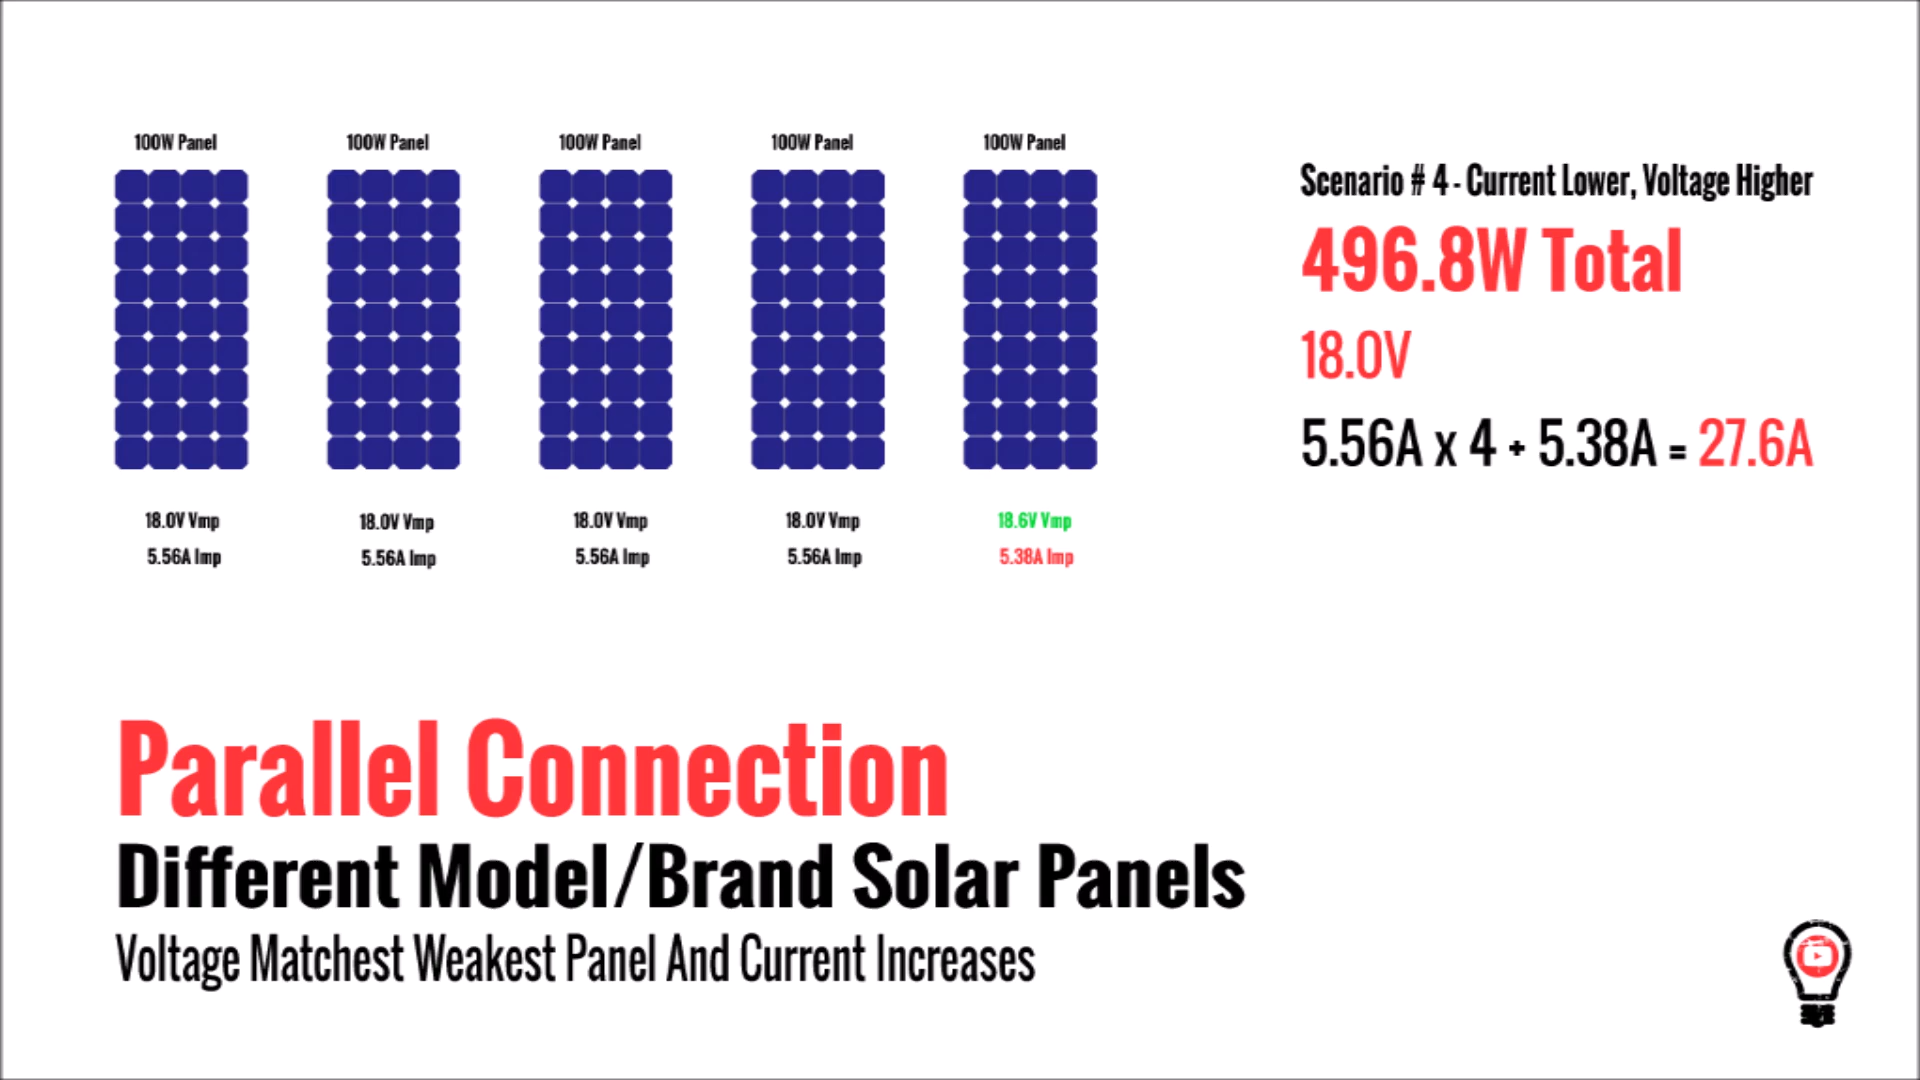 100W Panel 100W Panel 100W Panel 100W Panel 100W Panel
18.0V Vmp 18.0V Vmp 18.0V Vmp 18.0V Vmp 18.6V Vmp
5.56A Imp 5.56A Imp 5.56A Imp 5.56A Imp 5.38A Imp
Scenario # 4 - Current Lower, Voltage Higher
496.8W Total
18.0V
5.56A x 4 + 5.38A = 27.6A
Parallel Connection
Different Model/Brand Solar Panels
Voltage Matchest Weakest Panel And Current Increases